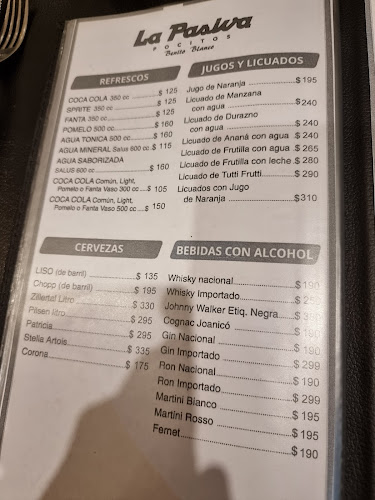 La Pasiva
POCITOS
Benito Blanco
REFRESCOS
COCA COLA 350 cc $ 125
SPRITE 350 cc $ 125
FANTA 350 cc $ 125
POMELO 500 cc $ 160
AGUA TONICA 500 cc $ 160
AGUA MINERAL Salus 600 cc $ 115
AGUA SABORIZADA
SALUS 600 cc $ 160
COCA COLA Común, Light,
Pomelo o Fanta Vaso 300 cc $ 105
COCA COLA Común, Light,
Pomelo o Fanta Vaso 500 cc $ 150
JUGOS Y LICUADOS
Jugo de Naranja $195
Licuado de Manzana
con agua $240
Licuado de Durazno
con agua $240
Licuado de Ananá con agua $ 240
Licuado de Frutilla con agua $ 265
Licuado de Frutilla con leche $ 280
Licuado de Tutti Frutti $ 290
Licuados con Jugo
de Naranja $310
CERVEZAS
LISO (de barril) $ 135
Chopp (de barril) $ 195
Zillertal Litro $ 330
Pilsen litro $ 295
Patricia $ 295
Stella Artois $ 335
Corona $ 175
BEBIDAS CON ALCOHOL
Whisky nacional $190
Whisky Importado $
Johnny Walker Etiq. Negra $
Cognac Joanicó $ 190
Gin Nacional $ 190
Gin Importado $ 299
Ron Nacional $ 190
Ron Importado $ 299
Martini Blanco $ 195
Martini Rosso $ 195
Fernet $ 190